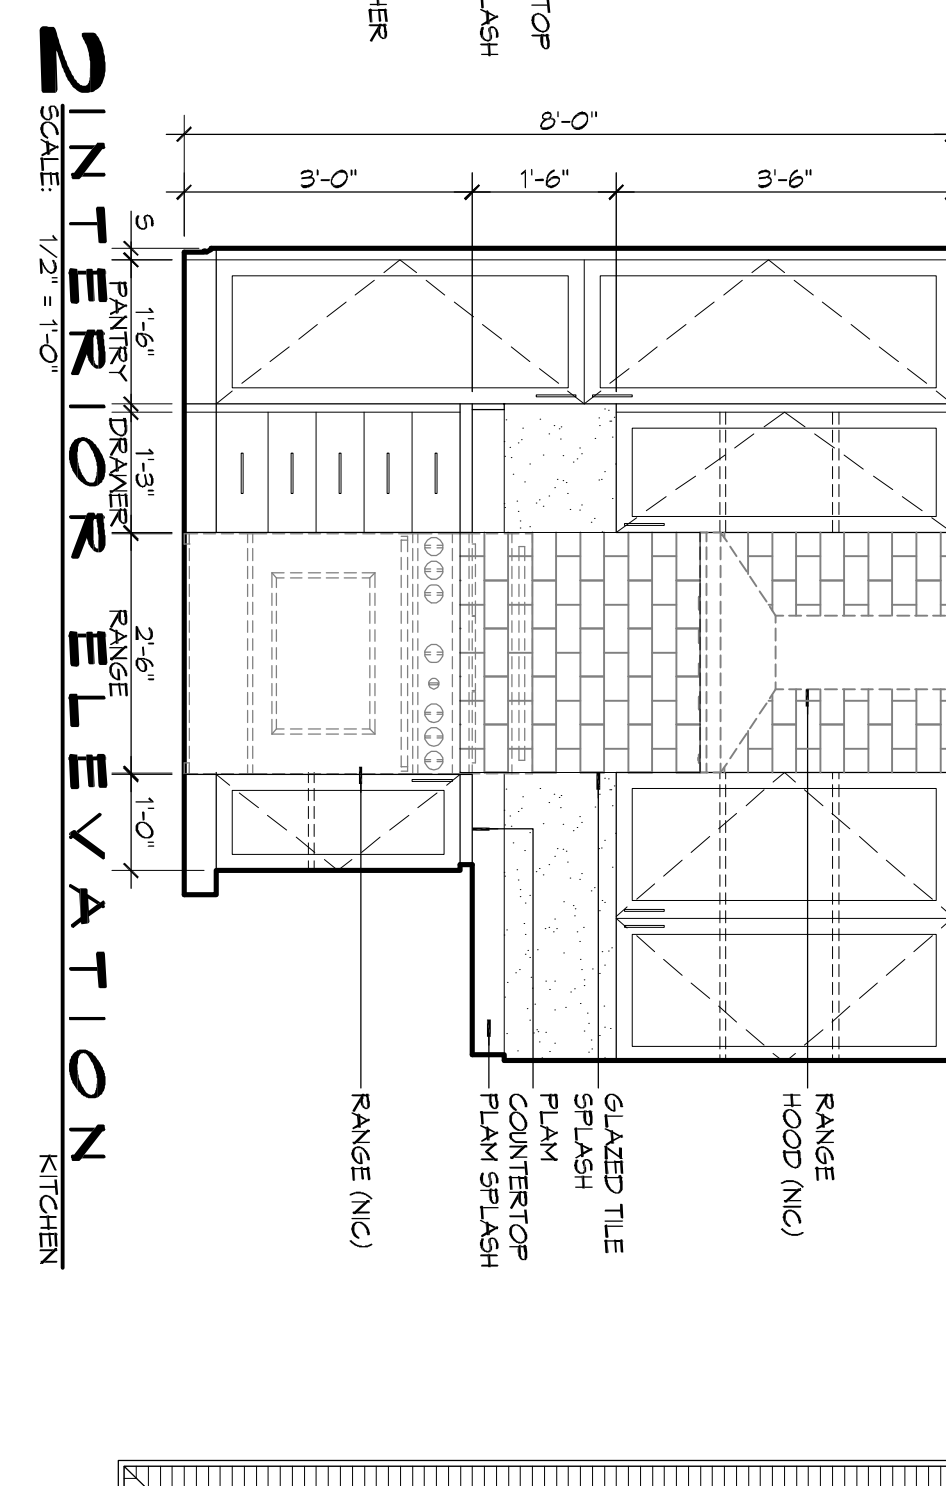 TOP
LASH
HER
8'-0"
3'-6"
1'-6"
3'-0"
RANGE
HOOD (NIC)
GLAZED TILE
SPLASH
PLAM
COUNTERTOP
PLAM SPLASH
RANGE (NIC)
S
1'-6"
PANTRY
1'-3"
DRAWER
2'-6"
RANGE
1'-0"
2
INTERIOR ELEVATION
SCALE: 1/2" = 1'-0"
KITCHEN